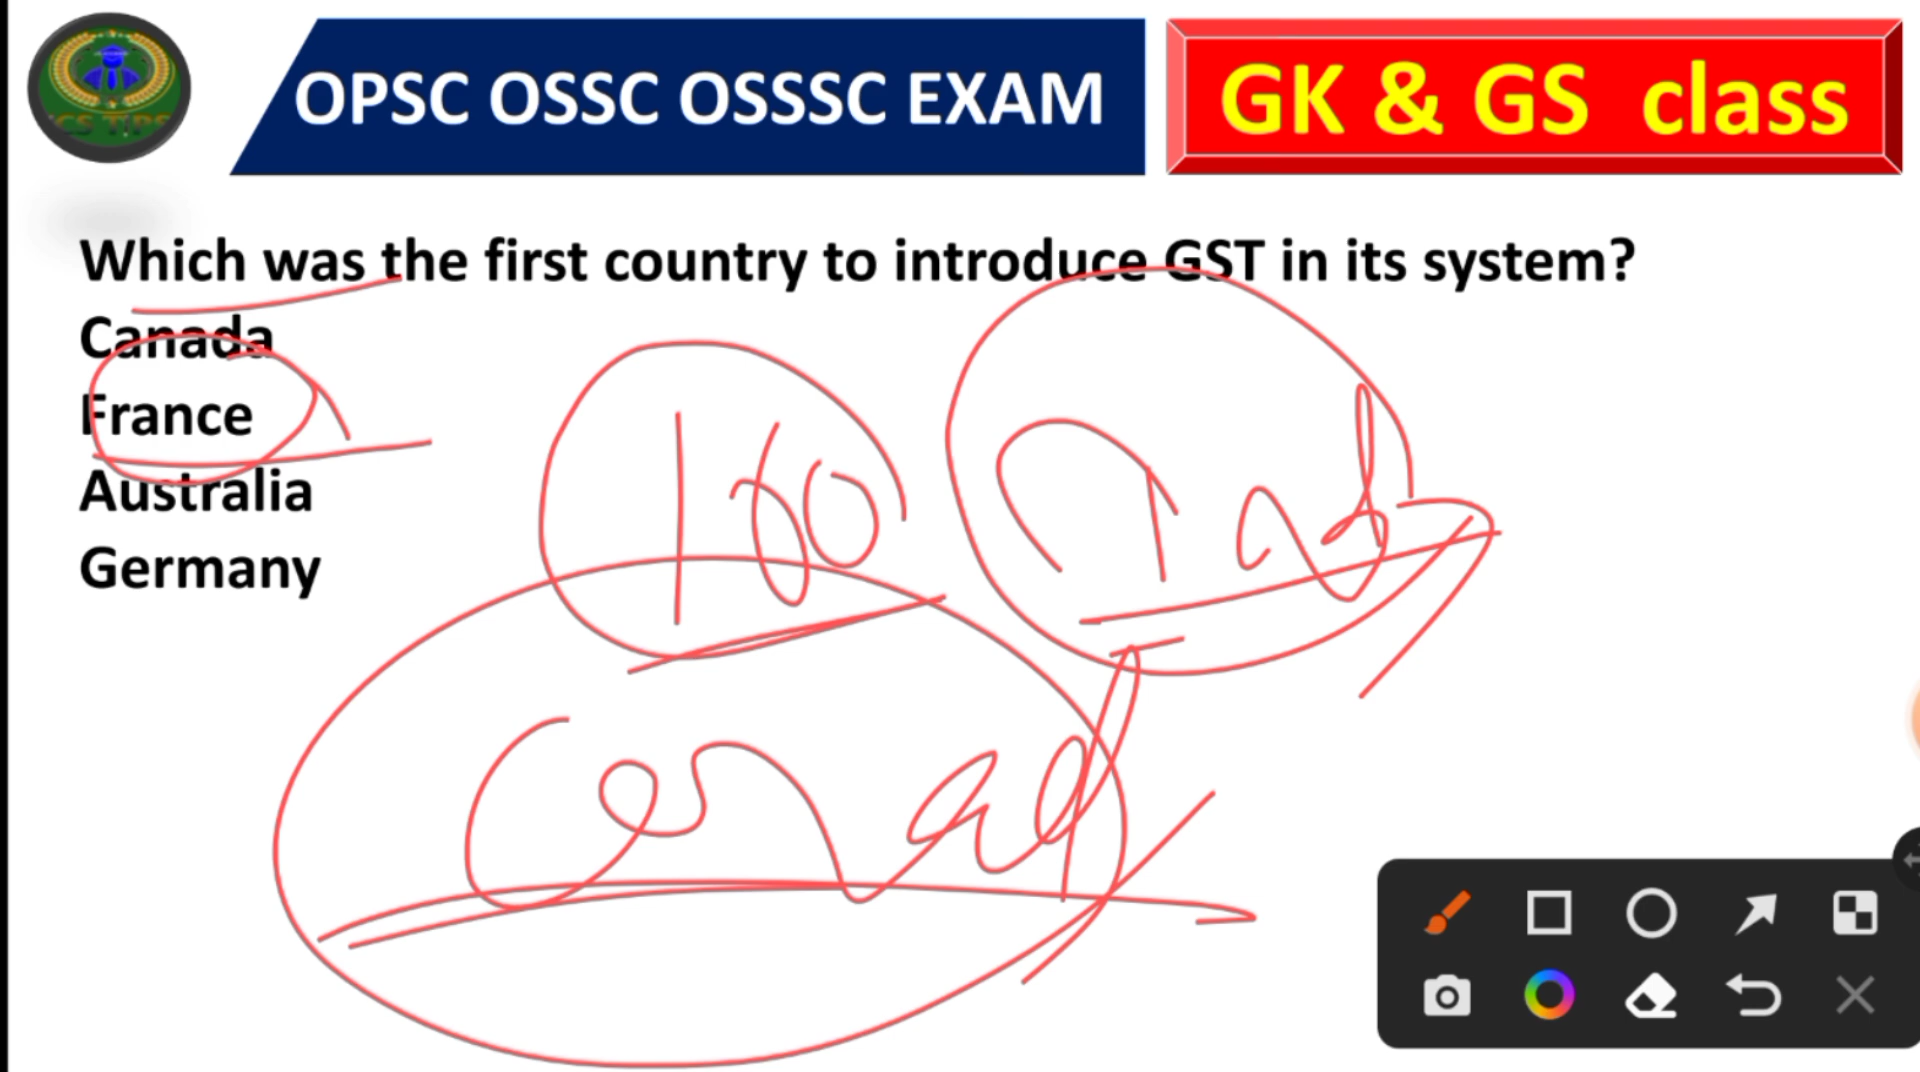 OPSC OSSC OSSSC EXAM
GK & GS class
Which was the first country to introduce GST in its system?
Canada
France
Australia
Germany
160